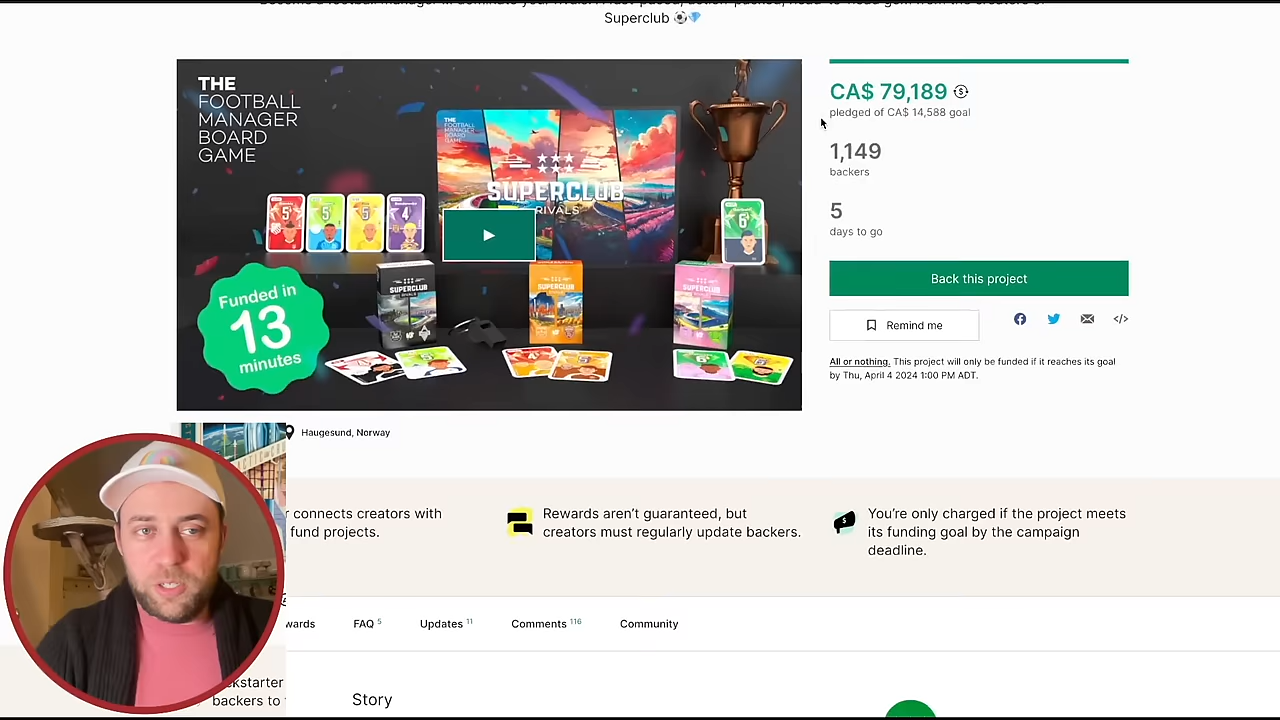 Superclub ⚽💎
THE
FOOTBALL
MANAGER
BOARD
GAME
SUPERCLUB
RIVALS
Funded in
13
minutes
CA$ 79,189
pledged of CA$ 14,588 goal
1,149
backers
5
days to go
Back this project
Remind me
All or nothing. This project will only be funded if it reaches its goal
by Thu, April 4 2024 1:00 PM ADT.
Haugesund, Norway
connects creators with
fund projects.
Rewards aren't guaranteed, but
creators must regularly update backers.
You're only charged if the project meets
its funding goal by the campaign
deadline.
FAQ 5
Updates 11
Comments 116
Community
backers to
Story